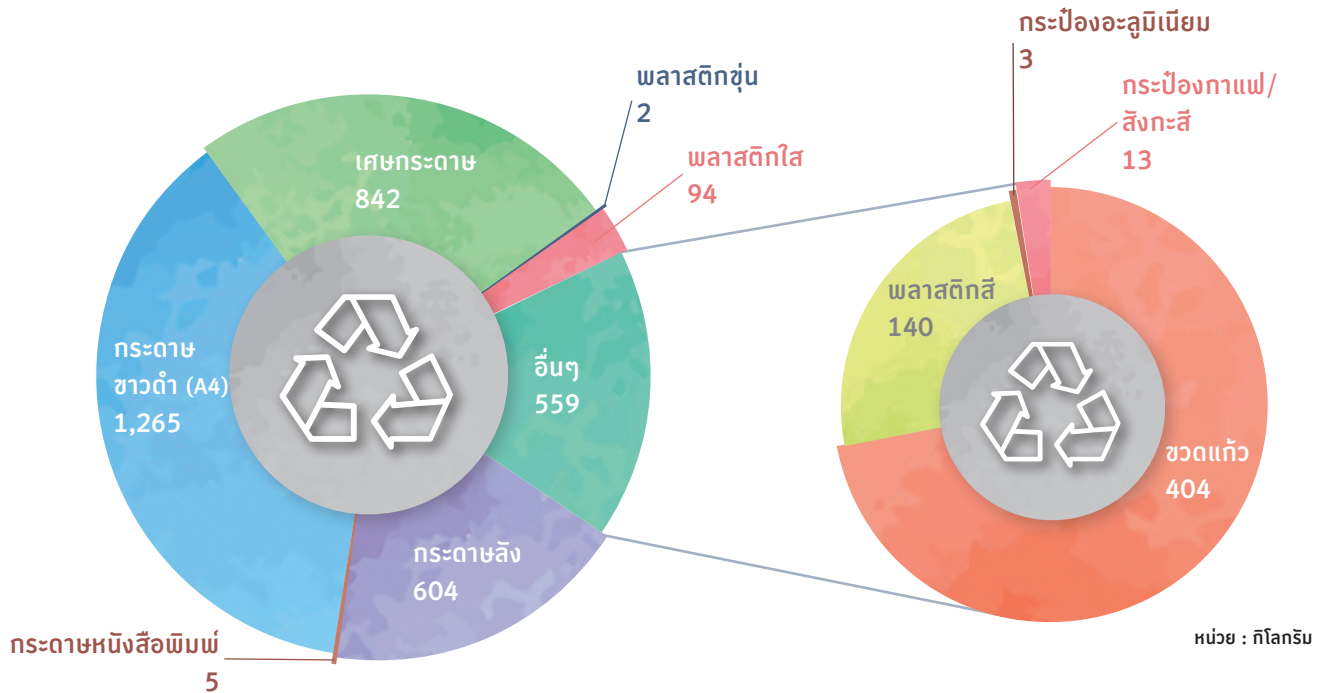 กระป๋องอะลูมิเนียม
3
กระป๋องกาแฟ/
สังกะสี
13
พลาสติกขุ่น
2
พลาสติกใส
94
เศษกระดาษ
842
พลาสติกสี
140
กระดาษ
ขาวดำ (A4)
1,265
อื่นๆ
559
ขวดแก้ว
404
กระดาษลัง
604
กระดาษหนังสือพิมพ์
5
หน่วย : กิโลกรัม